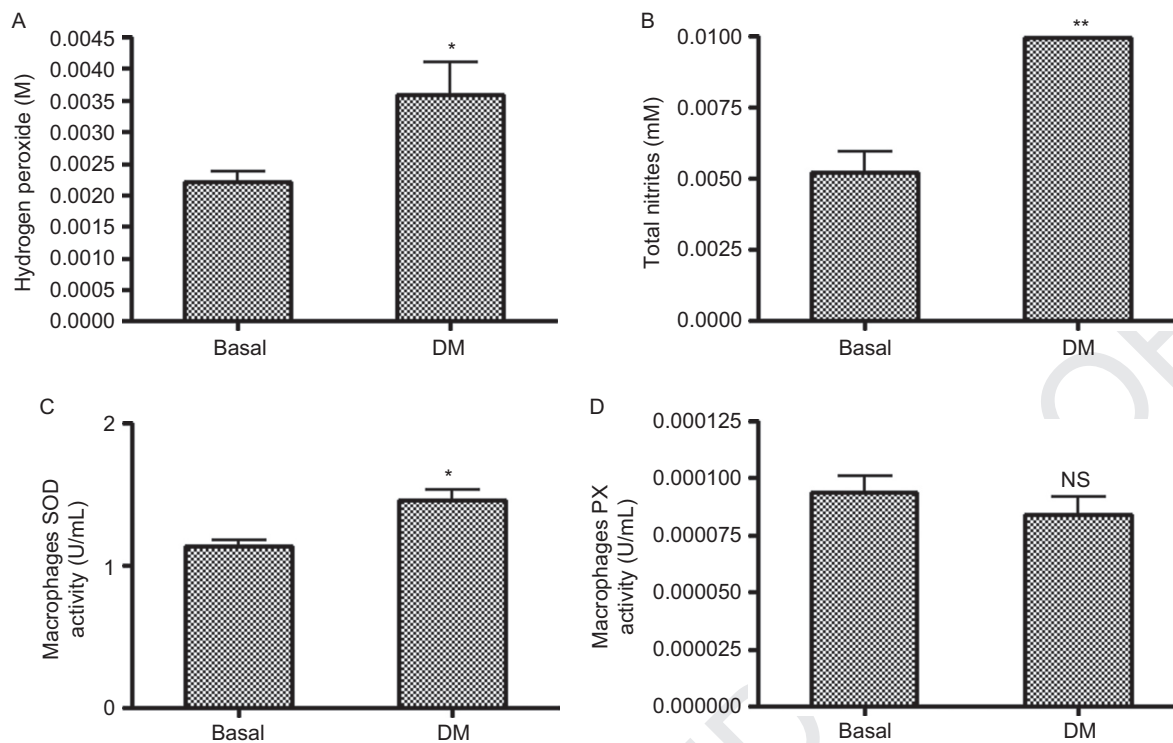 A
Hydrogen peroxide (M)
0.0045
0.0040
0.0035
0.0030
0.0025
0.0020
0.0015
0.0010
0.0005
0.0000
*
Basal
DM
B
Total nitrites (mM)
0.0100
0.0075
0.0050
0.0025
0.0000
**
Basal
DM
C
Macrophages SOD
activity (U/mL)
2
1
0
*
Basal
DM
D
Macrophages PX
activity (U/mL)
0.000125
0.000100
0.000075
0.000050
0.000025
0.000000
NS
Basal
DM